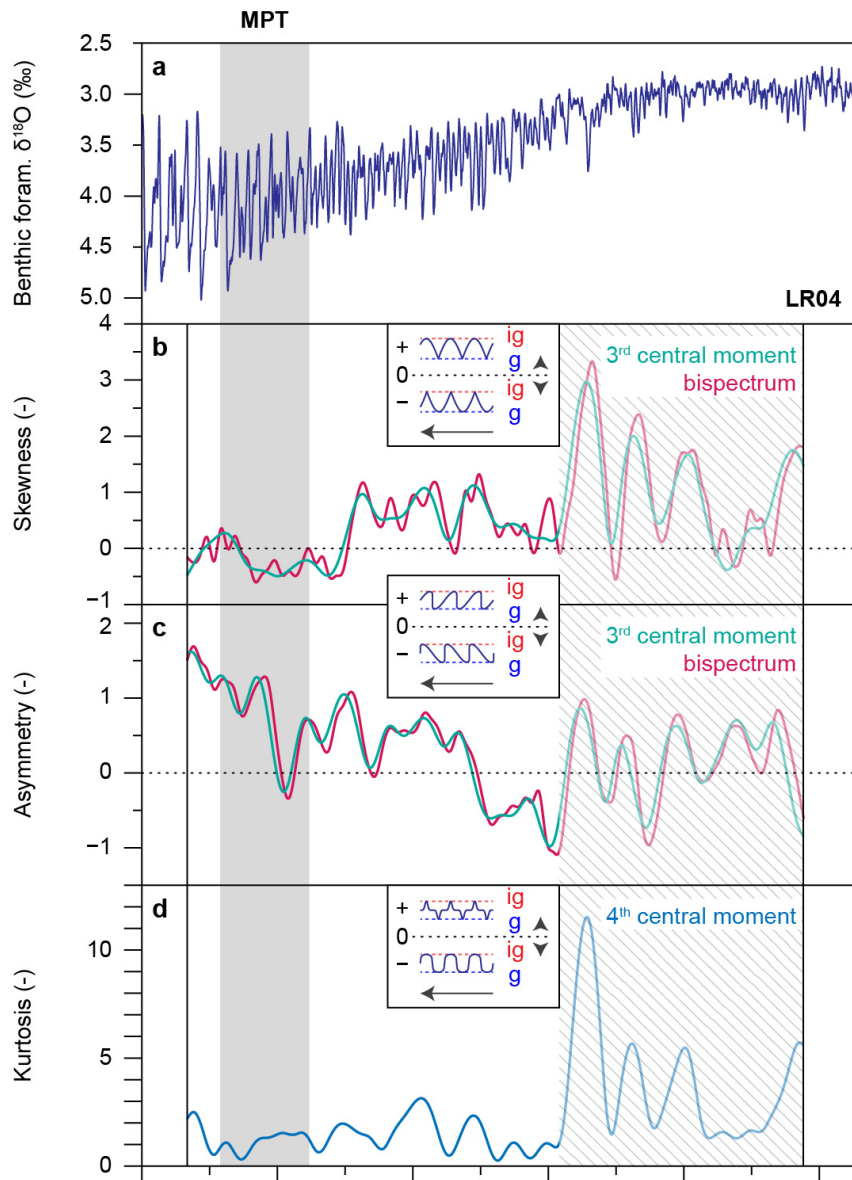 MPT
a
Benthic foram. δ¹⁸O (‰)
2.5
3.0
3.5
4.0
4.5
5.0
LR04
b
Skewness (-)
4
3
2
1
0
−1
+
0
−
ig
g
ig
g
3ʳᵈ central moment
bispectrum
c
Asymmetry (-)
2
1
0
−1
+
0
−
ig
g
ig
g
3ʳᵈ central moment
bispectrum
d
Kurtosis (-)
10
5
0
+
0
−
ig
g
ig
g
4ᵗʰ central moment